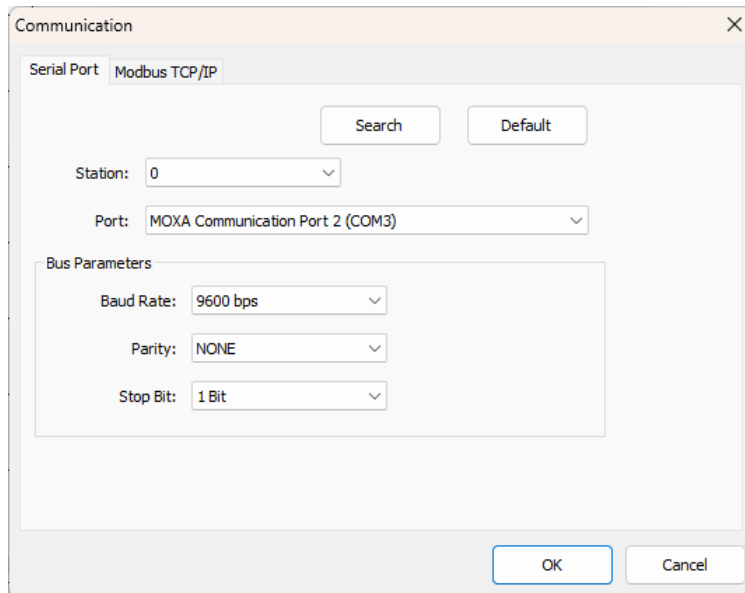 Communication
Serial Port Modbus TCP/IP
Search Default
Station: 0
Port: MOXA Communication Port 2 (COM3)
Bus Parameters
Baud Rate: 9600 bps
Parity: NONE
Stop Bit: 1 Bit
OK Cancel